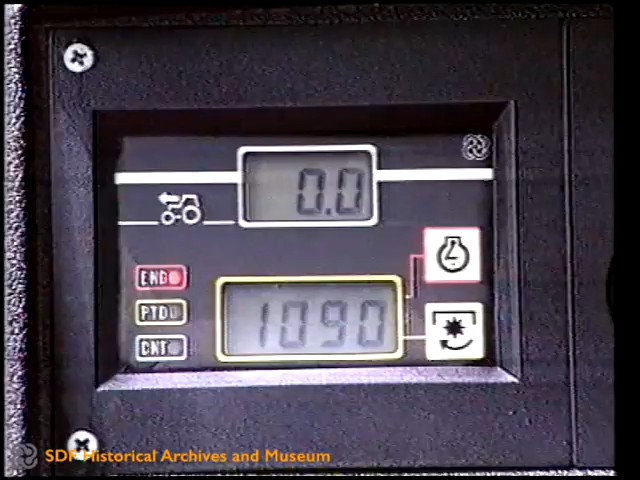 0.0
ENG
PTO
CNT
1090
SDF Historical Archives and Museum